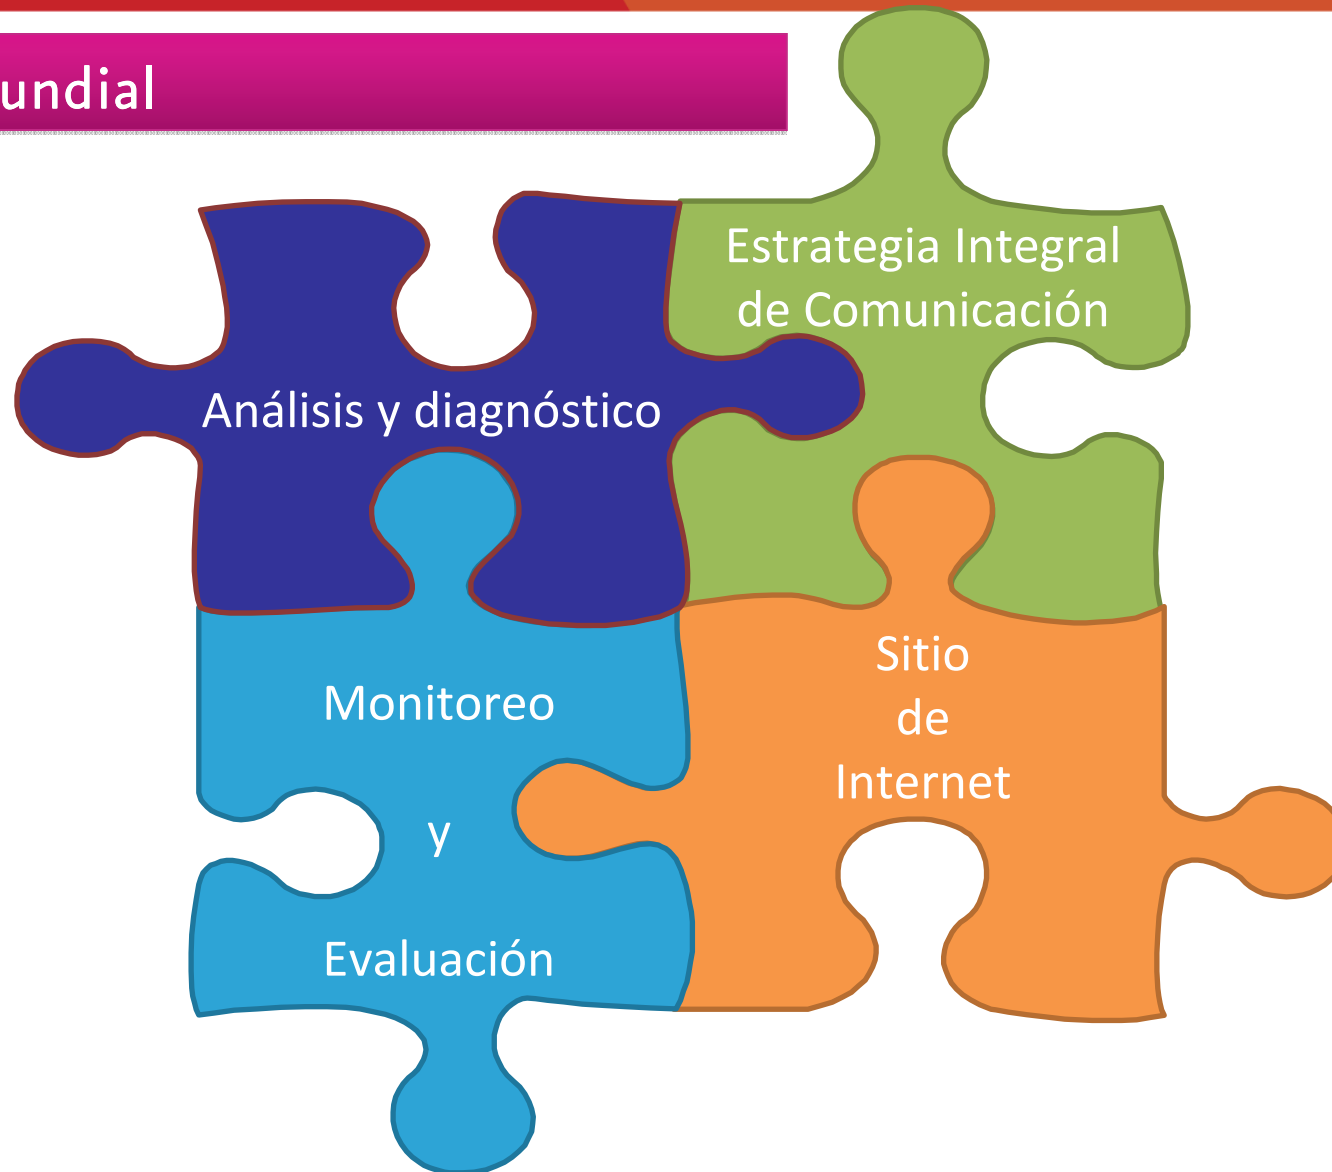 undial
Estrategia Integral
de Comunicación
Análisis y diagnóstico
Monitoreo
y
Evaluación
Sitio
de
Internet